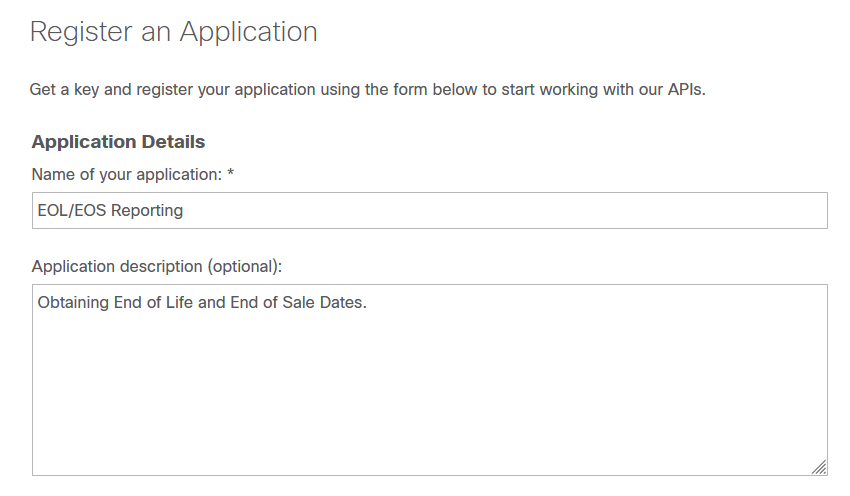 Register an Application
Get a key and register your application using the form below to start working with our APIs.
Application Details
Name of your application: *
EOL/EOS Reporting
Application description (optional):
Obtaining End of Life and End of Sale Dates.